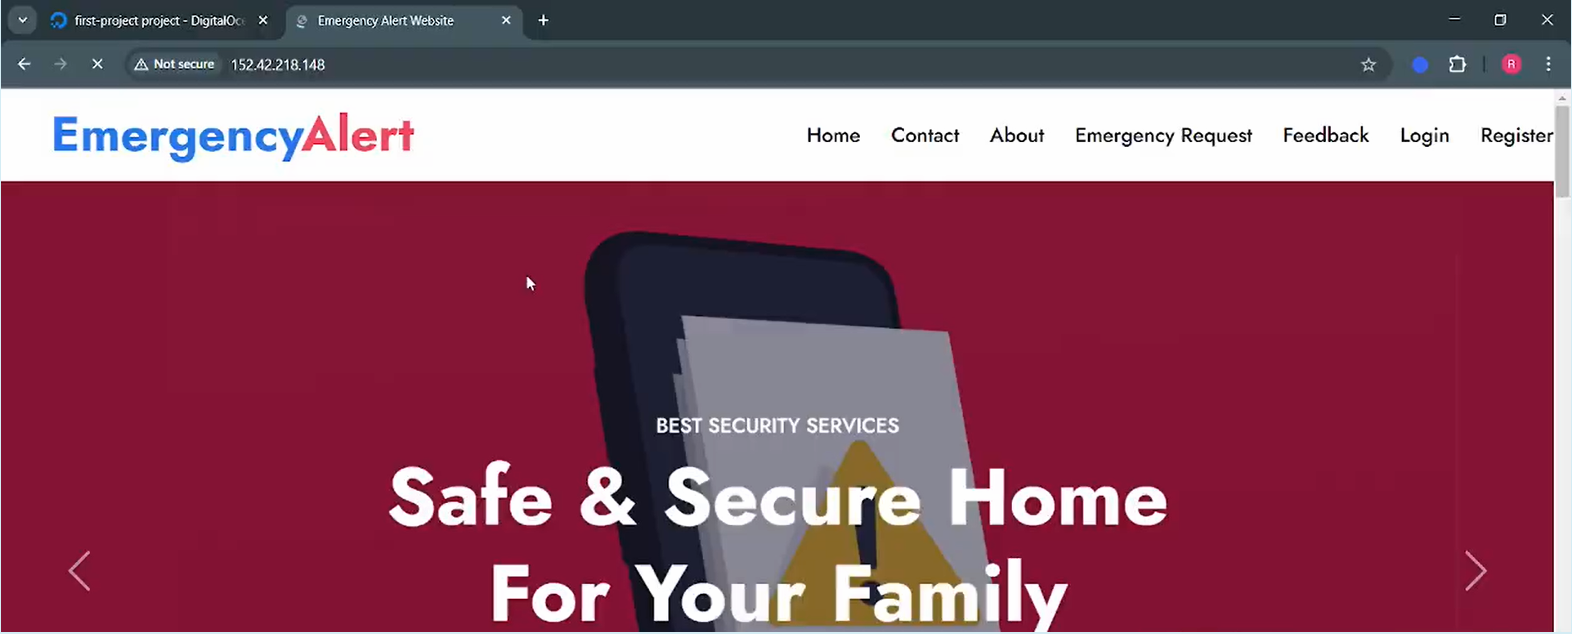 first-project project - DigitalOce
Emergency Alert Website
Not secure
152.42.218.148
R
EmergencyAlert
Home Contact About Emergency Request Feedback Login Register
BEST SECURITY SERVICES
Safe & Secure Home
For Your Family